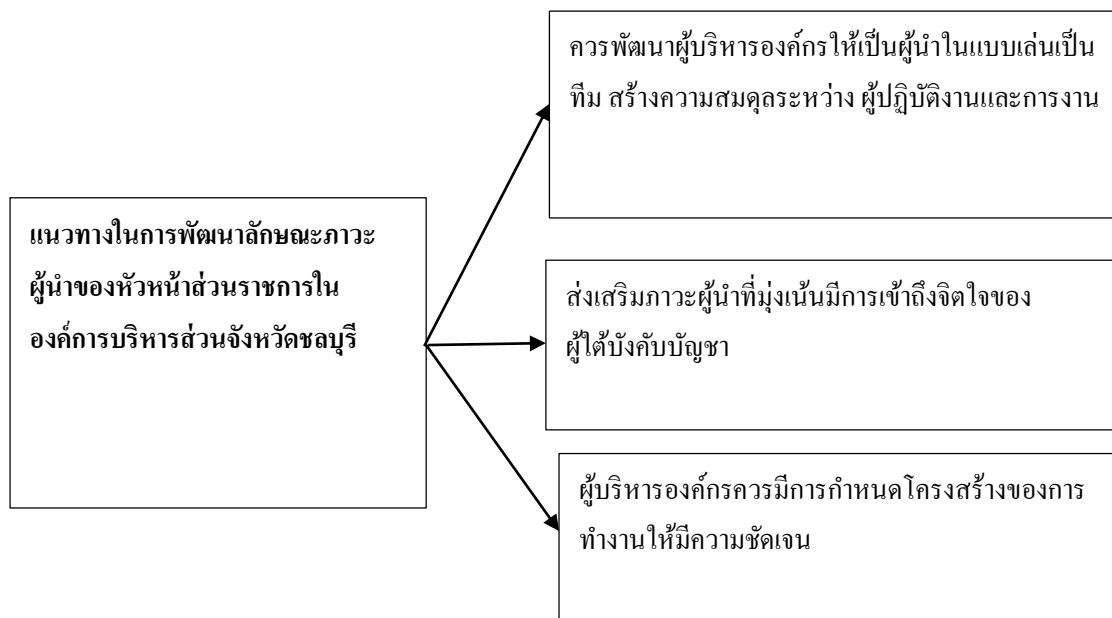 ควรพัฒนาผู้บริหารองค์กรให้เป็นผู้นำในแบบเล่นเป็น
ทีม สร้างความสมดุลระหว่าง ผู้ปฏิบัติงานและการงาน
แนวทางในการพัฒนาลักษณะภาวะ
ผู้นำของหัวหน้าส่วนราชการใน
องค์การบริหารส่วนจังหวัดชลบุรี
ส่งเสริมภาวะผู้นำที่มุ่งเน้นมีการเข้าถึงจิตใจของ
ผู้ใต้บังคับบัญชา
ผู้บริหารองค์กรควรมีการกำหนดโครงสร้างของการ
ทำงานให้มีความชัดเจน